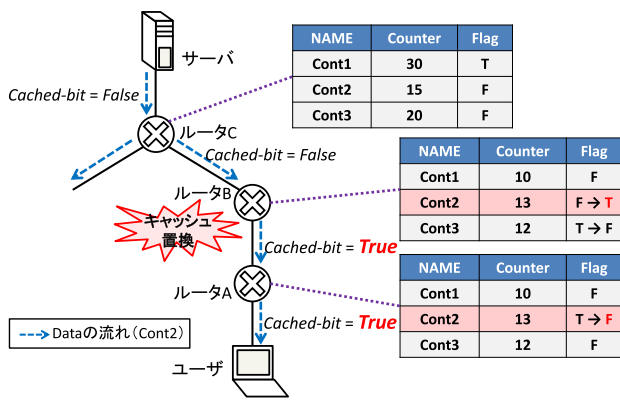 サーバ
Cached-bit = False
NAME Counter Flag
Cont1 30 T
Cont2 15 F
Cont3 20 F
ルータC
Cached-bit = False
ルータB
キャッシュ
置換
NAME Counter Flag
Cont1 10 F
Cont2 13 F → T
Cont3 12 T → F
Cached-bit = True
ルータA
NAME Counter Flag
Cont1 10 F
Cont2 13 T → F
Cont3 12 F
Cached-bit = True
Dataの流れ（Cont2）
ユーザ